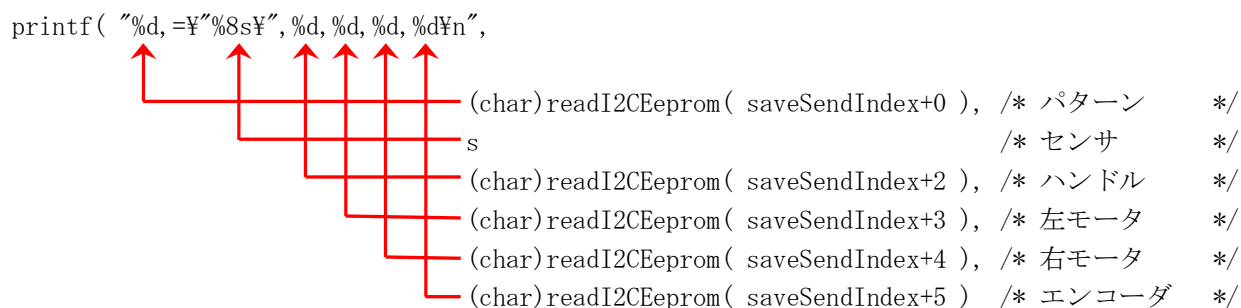 printf( "%d,=¥"%8s¥",%d,%d,%d,%d¥n",
(char)readI2CEeprom( saveSendIndex+0 ), /* パターン */
s /* センサ */
(char)readI2CEeprom( saveSendIndex+2 ), /* ハンドル */
(char)readI2CEeprom( saveSendIndex+3 ), /* 左モータ */
(char)readI2CEeprom( saveSendIndex+4 ), /* 右モータ */
(char)readI2CEeprom( saveSendIndex+5 ) /* エンコーダ */